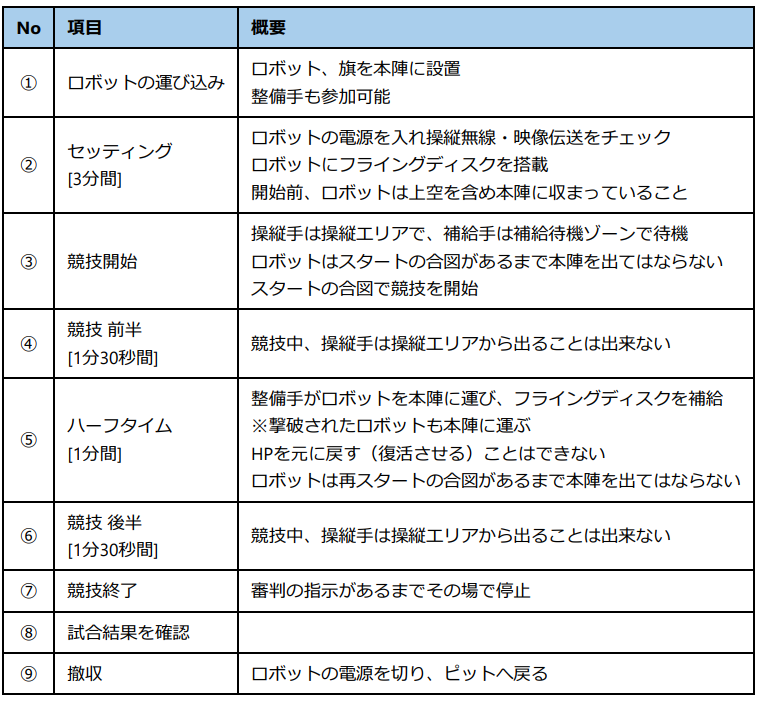 No 項目 概要
① ロボットの運び込み ロボット、旗を本陣に設置
整備手も参加可能
② セッティング ロボットの電源を入れ操縦無線・映像伝送をチェック
[3分間] ロボットにフライングディスクを搭載
開始前、ロボットは上空を含め本陣に収まっていること
③ 競技開始 操縦手は操縦エリアで、補給手は補給待機ゾーンで待機
ロボットはスタートの合図があるまで本陣を出てはならない
スタートの合図で競技を開始
④ 競技 前半 競技中、操縦手は操縦エリアから出ることは出来ない
[1分30秒間]
⑤ ハーフタイム 整備手がロボットを本陣に運び、フライングディスクを補給
[1分間] ※撃破されたロボットも本陣に運ぶ
HPを元に戻す（復活させる）ことはできない
ロボットは再スタートの合図があるまで本陣を出てはならない
⑥ 競技 後半 競技中、操縦手は操縦エリアから出ることは出来ない
[1分30秒間]
⑦ 競技終了 審判の指示があるまでその場で停止
⑧ 試合結果を確認
⑨ 撤収 ロボットの電源を切り、ピットへ戻る